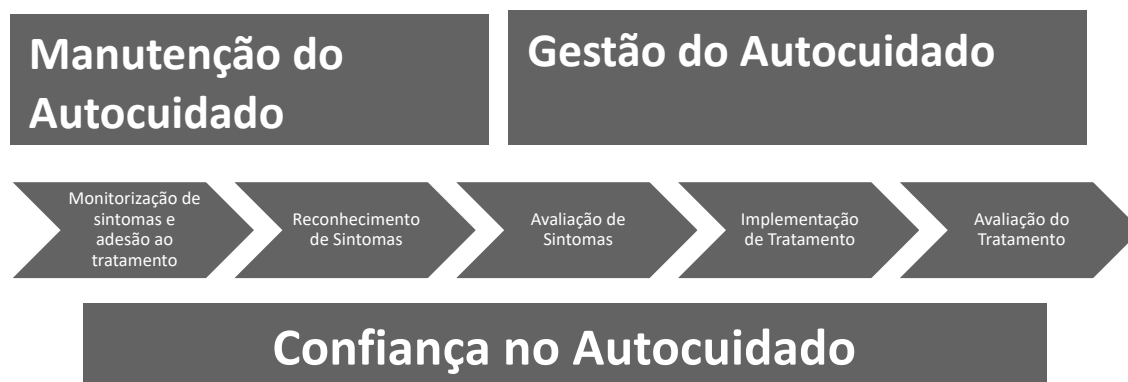 Manutenção do
Autocuidado
Gestão do Autocuidado
Monitorização de
sintomas e
adesão ao
tratamento
Reconhecimento
de Sintomas
Avaliação de
Sintomas
Implementação
de Tratamento
Avaliação do
Tratamento
Confiança no Autocuidado